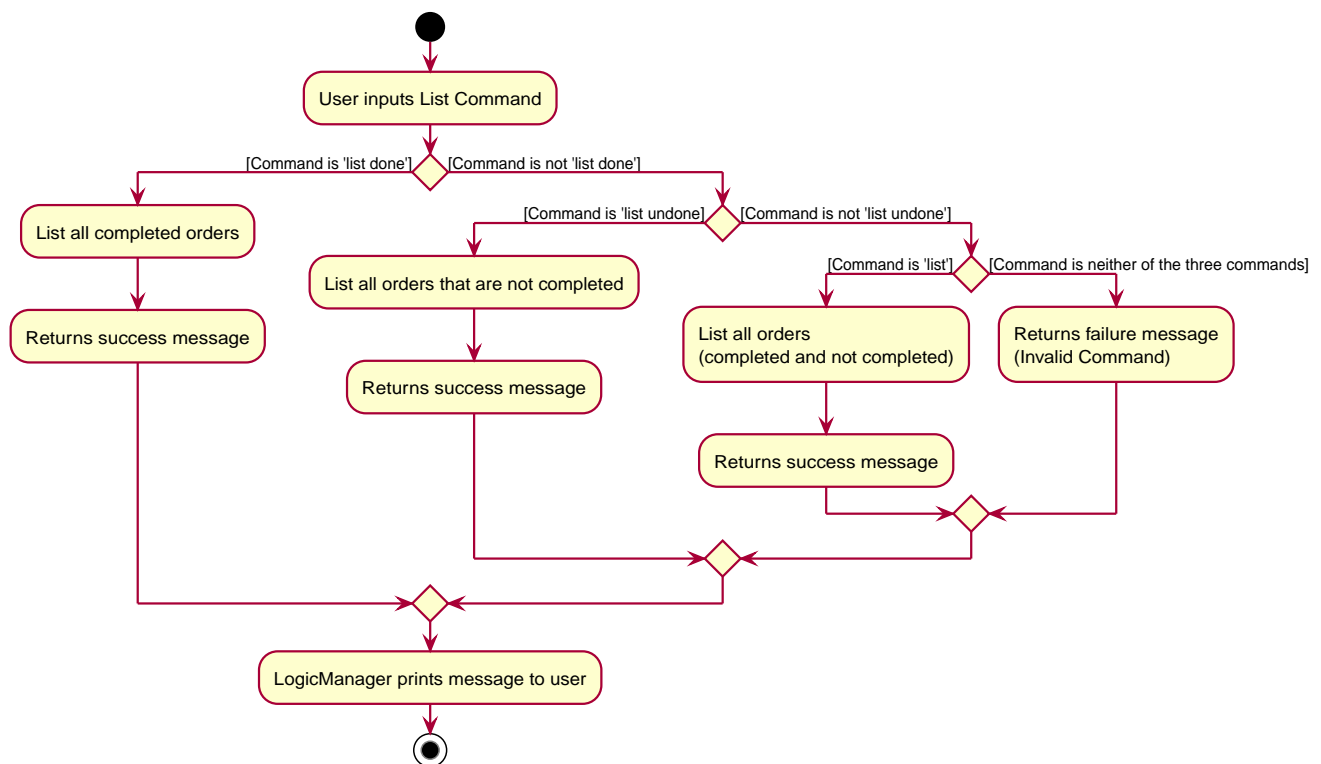 User inputs List Command
[Command is 'list done']
[Command is not 'list done']
[Command is 'list undone]
[Command is not 'list undone']
List all completed orders
[Command is 'list']
[Command is neither of the three commands]
List all orders that are not completed
Returns success message
List all orders
(completed and not completed)
Returns failure message
(Invalid Command)
Returns success message
Returns success message
LogicManager prints message to user